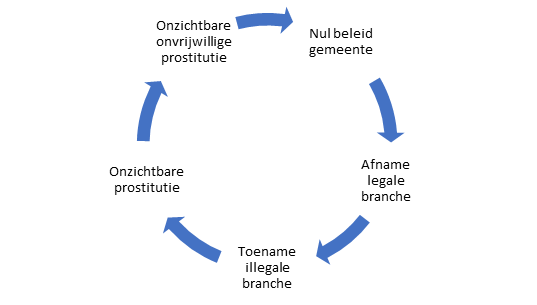 Onzichtbare
onvrijwillige
prostitutie
Nul beleid
gemeente
Afname
legale
branche
Toename
illegale
branche
Onzichtbare
prostitutie